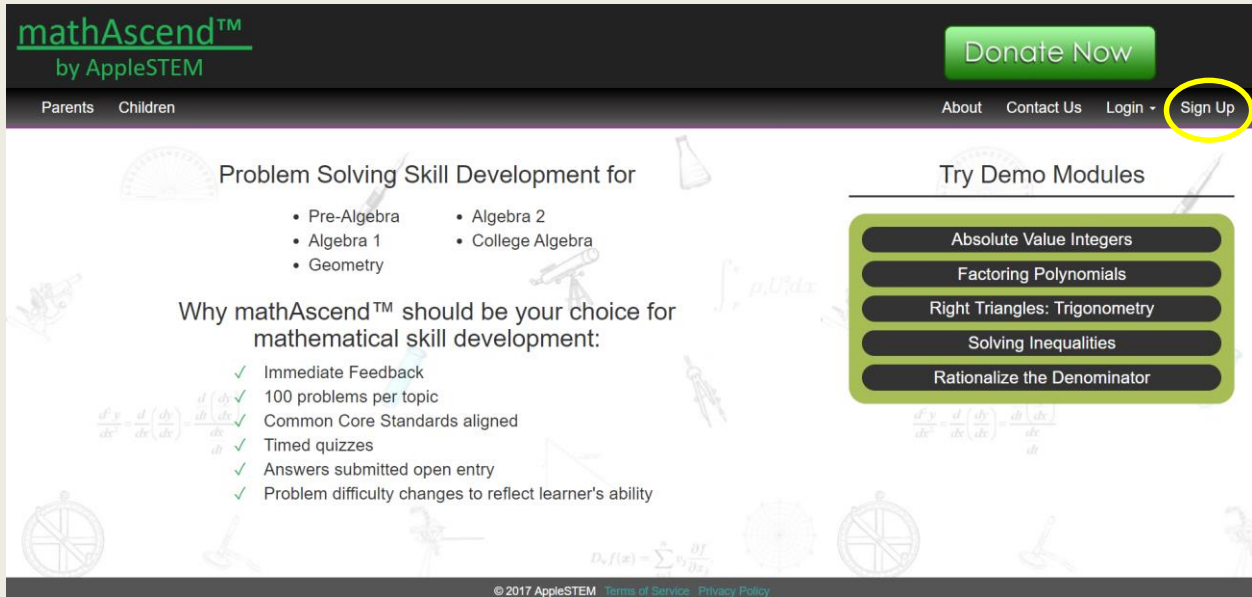 mathAscend™
by AppleSTEM
Donate Now
Parents Children
About Contact Us Login Sign Up
Problem Solving Skill Development for
• Pre-Algebra
• Algebra 1
• Geometry
• Algebra 2
• College Algebra
Why mathAscend™ should be your choice for
mathematical skill development:
✓ Immediate Feedback
✓ 100 problems per topic
✓ Common Core Standards aligned
✓ Timed quizzes
✓ Answers submitted open entry
✓ Problem difficulty changes to reflect learner's ability
Try Demo Modules
Absolute Value Integers
Factoring Polynomials
Right Triangles: Trigonometry
Solving Inequalities
Rationalize the Denominator
© 2017 AppleSTEM Terms of Service Privacy Policy